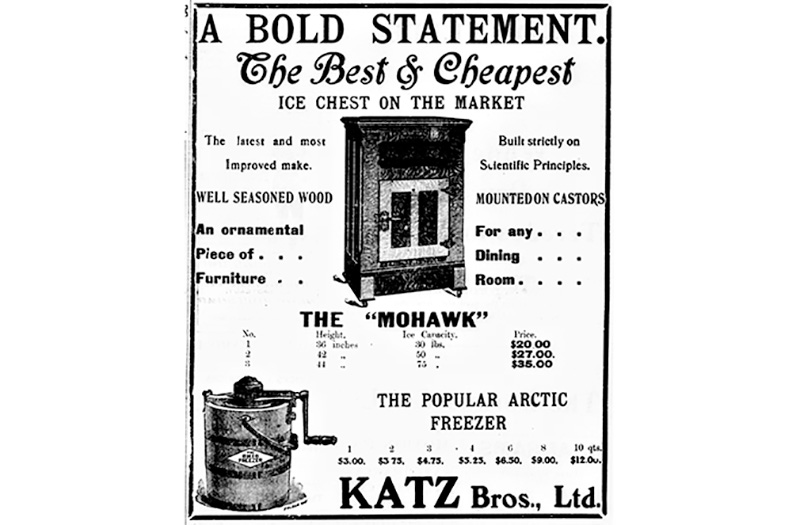 A BOLD STATEMENT.
The Best & Cheapest
ICE CHEST ON THE MARKET
The latest and most
Improved make.
WELL SEASONED WOOD
An ornamental
Piece of . . .
Furniture . .
Built strictly on
Scientific Principles.
MOUNTED ON CASTORS
For any . . .
Dining . . .
Room . . . .
THE "MOHAWK"
No. Height. Ice Capacity. Price.
1 36 inches 30 lbs. $20 00
2 42 „ 50 „ $27.00.
3 44 „ 75 „ $35.00
THE POPULAR ARCTIC
FREEZER
1 2 3 4 6 8 10 qts.
$3.00. $3 75. $4.75. $5.25. $6.50. $9.00. $12.00.
FREEZER
KATZ Bros., Ltd.